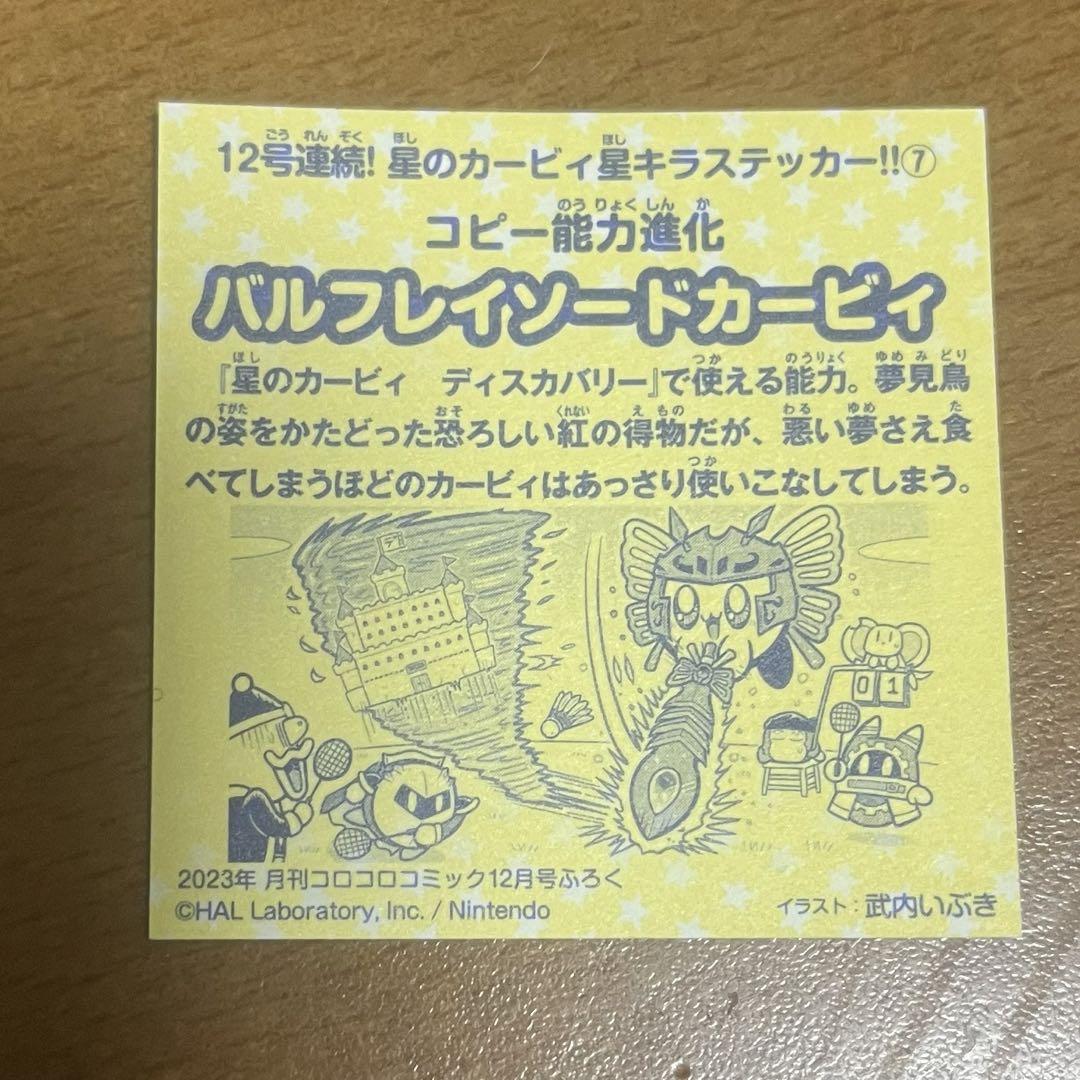 12号連続! 星のカービィ星キラステッカー!!⑦
コピー能力進化
バルフレイソードカービィ
『星のカービィ ディスカバリー』で使える能力。夢見鳥
の姿をかたどった恐ろしい紅の得物だが、悪い夢さえ食
べてしまうほどのカービィはあっさり使いこなしてしまう。
デ
0 1
2023年 月刊コロコロコミック12月号ふろく
©HAL Laboratory, Inc. / Nintendo
イラスト:武内いぶき